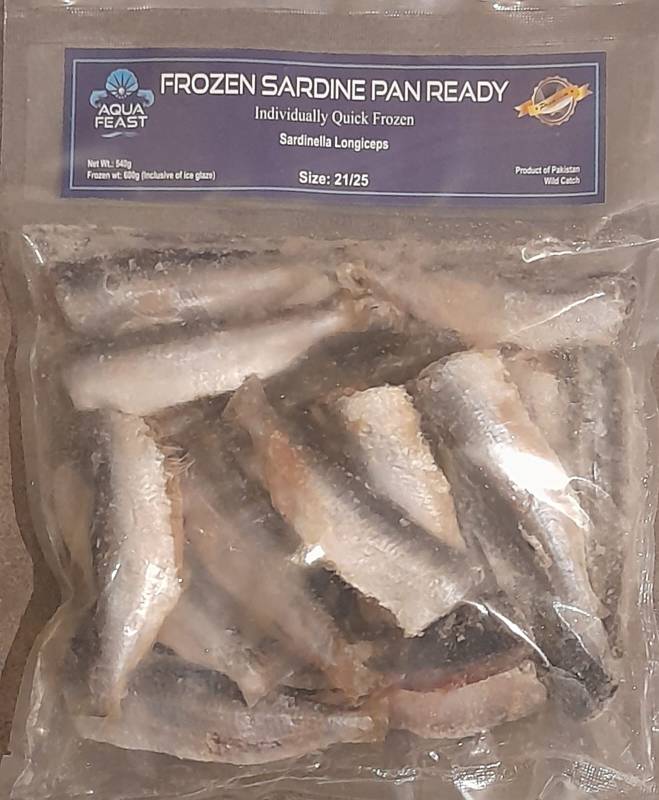 AQUA
FEAST
FROZEN SARDINE PAN READY
Individually Quick Frozen
Sardinella Longiceps
Net Wt.: 540g
Frozen wt: 600g (Inclusive of ice glaze)
Size: 21/25
Product of Pakistan
Wild Catch